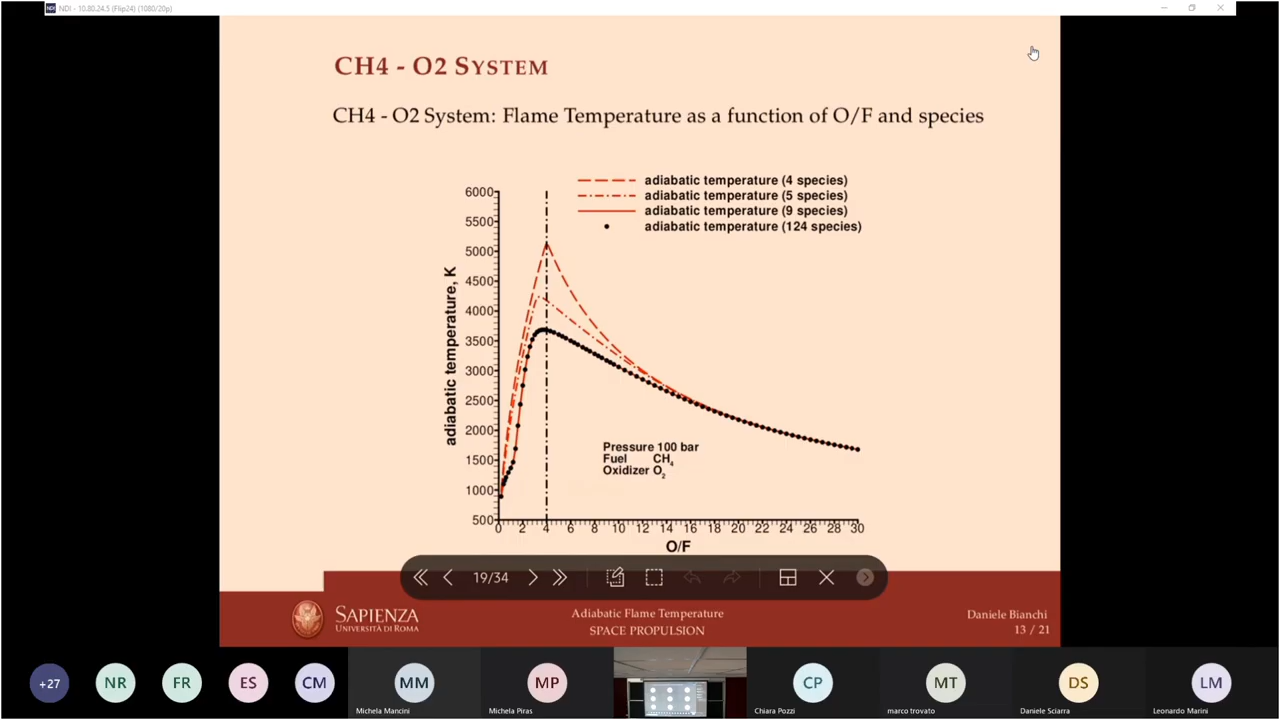 NDI - 10.80.24.5 (Flip24) (1080/20p)
CH4 - O2 SYSTEM
CH4 - O2 System: Flame Temperature as a function of O/F and species
adiabatic temperature (4 species)
adiabatic temperature (5 species)
adiabatic temperature (9 species)
adiabatic temperature (124 species)
adiabatic temperature, K
6000
5500
5000
4500
4000
3500
3000
2500
2000
1500
1000
500
Pressure 100 bar
Fuel CH4
Oxidizer O2
0 2 4 6 8 10 12 14 16 18 20 22 24 26 28 30
O/F
19/34
SAPIENZA
UNIVERSITÀ DI ROMA
Adiabatic Flame Temperature
SPACE PROPULSION
Daniele Bianchi
13 / 21
+27 NR FR ES CM MM MP CP MT DS LM
Michela Mancini Michela Piras Chiara Pozzi marco trovato Daniele Sciarra Leonardo Marini